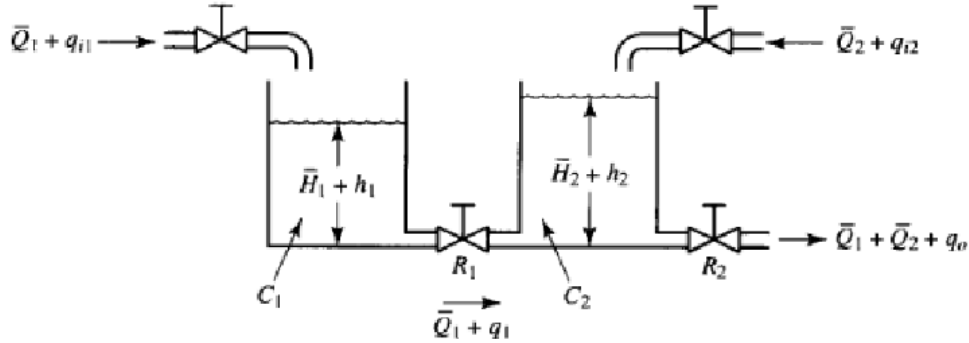 Q̄₁ + qᵢ₁
Q̄₂ + qᵢ₂
H̄₁ + h₁
H̄₂ + h₂
Q̄₁ + Q̄₂ + qₒ
R₁
R₂
C₁
C₂
Q̄₁ + q₁